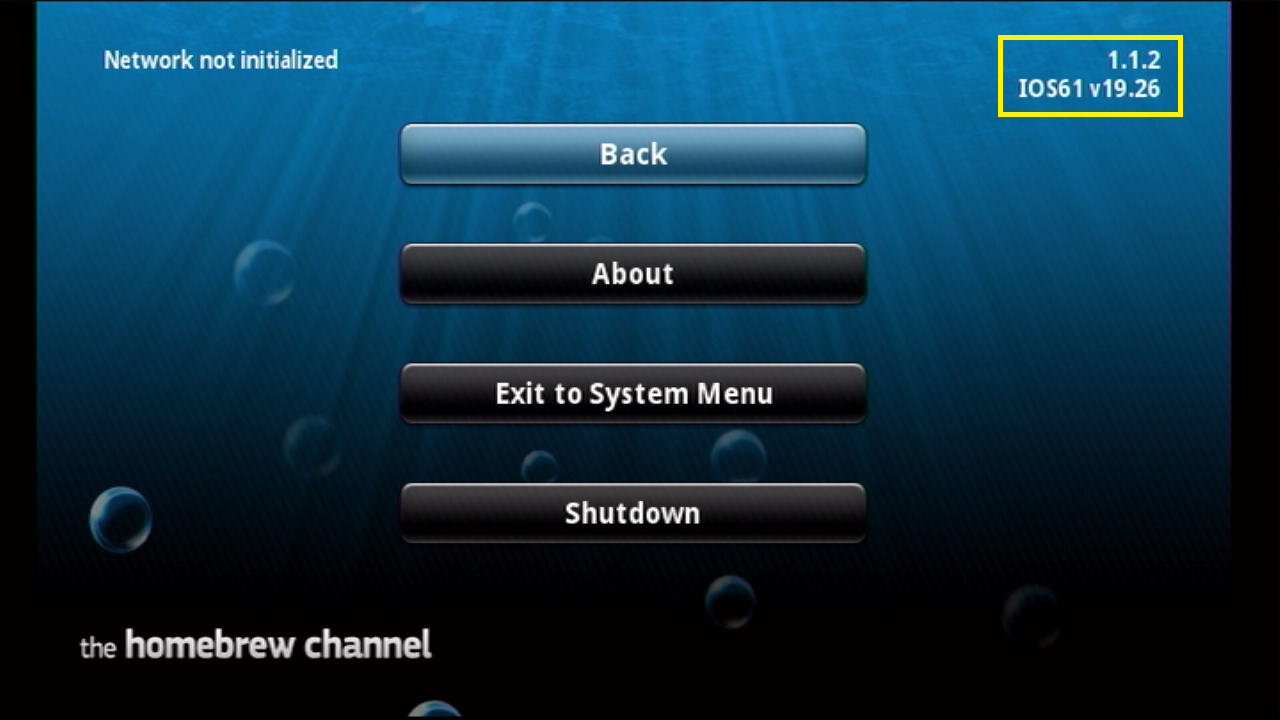 Network not initialized
1.1.2
IOS61 v19.26
Back
About
Exit to System Menu
Shutdown
the homebrew channel